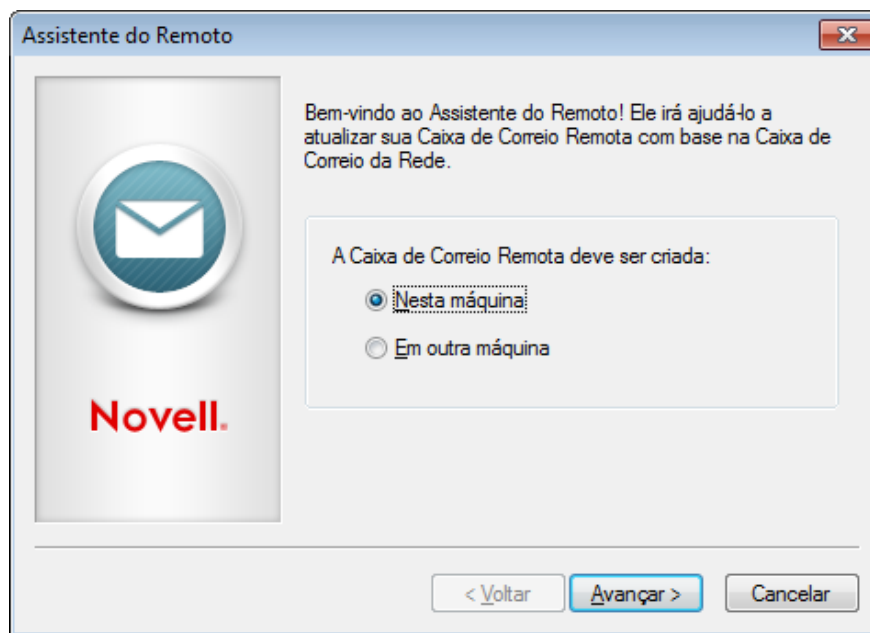 Assistente do Remoto
Bem-vindo ao Assistente do Remoto! Ele irá ajudá-lo a
atualizar sua Caixa de Correio Remota com base na Caixa de
Correio da Rede.
A Caixa de Correio Remota deve ser criada:
Nesta máquina
Em outra máquina
Novell®
< Voltar
Avançar >
Cancelar